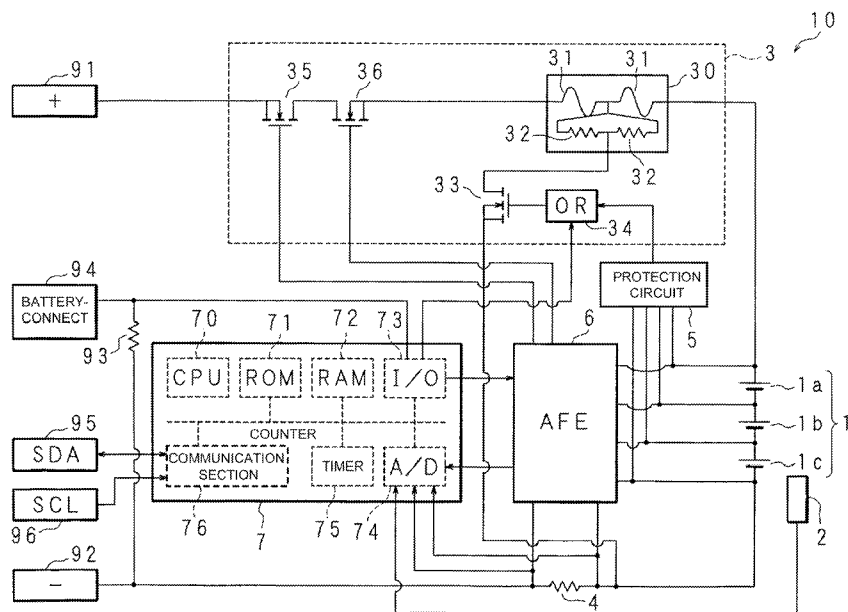 10
91
+
35
36
31
31
30
3
32
32
33
OR
34
94
BATTERY-
CONNECT
93
PROTECTION
CIRCUIT
5
70
71
72
73
6
CPU
ROM
RAM
I/O
AFE
1a
1b
1
1c
COUNTER
95
SDA
COMMUNICATION
SECTION
TIMER
A/D
SCL
96
76
7
75
74
2
92
-
4